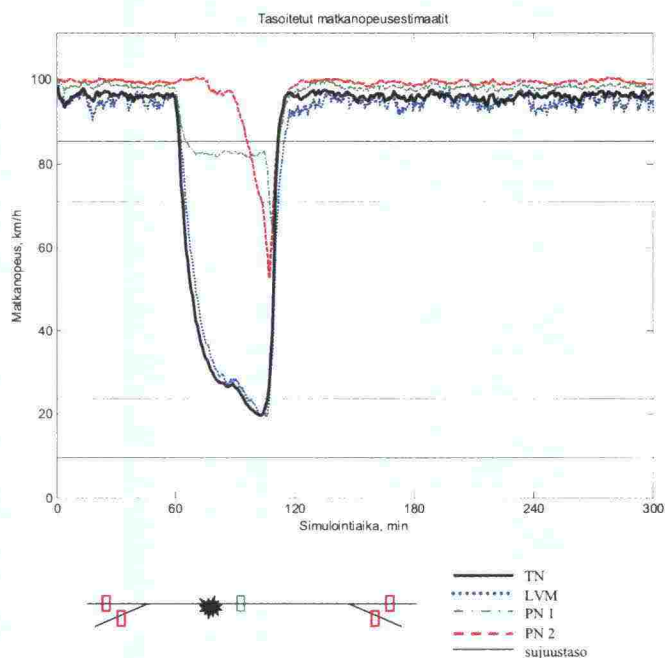 Tasoitetut matkanopeusestimaatit
100
80
60
40
20
0
Matkanopeus, km/h
0 60 120 180 240 300
Simulointiaika, min
TN
LVM
PN 1
PN 2
sujuustaso